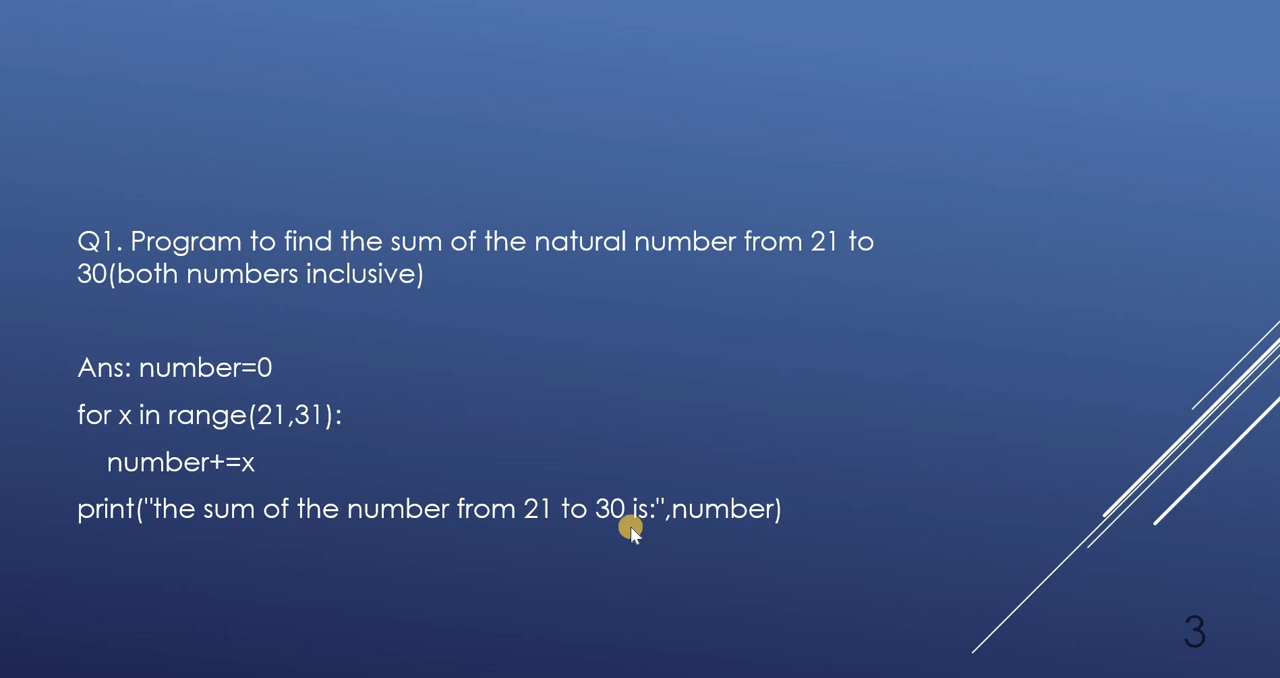 Q1. Program to find the sum of the natural number from 21 to
30(both numbers inclusive)
Ans: number=0
for x in range(21,31):
number+=x
print("the sum of the number from 21 to 30 is:",number)
3